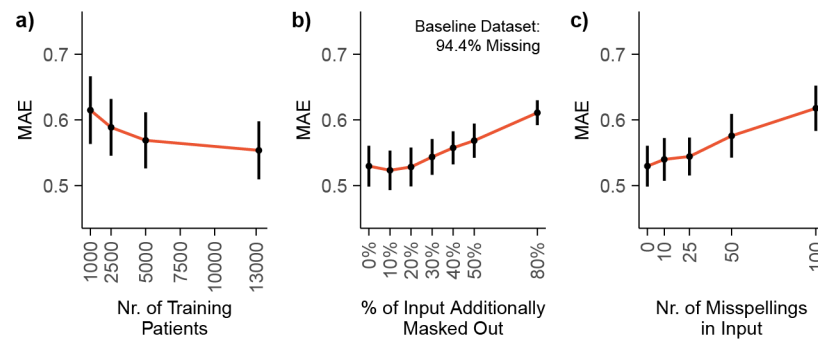 a)
MAE
0.7
0.6
0.5
1000
2500
5000
7500
10000
13000
Nr. of Training
Patients
b)
Baseline Dataset:
94.4% Missing
MAE
0.7
0.6
0.5
0%
10%
20%
30%
40%
50%
80%
% of Input Additionally
Masked Out
c)
MAE
0.7
0.6
0.5
0
10
25
50
100
Nr. of Misspellings
in Input